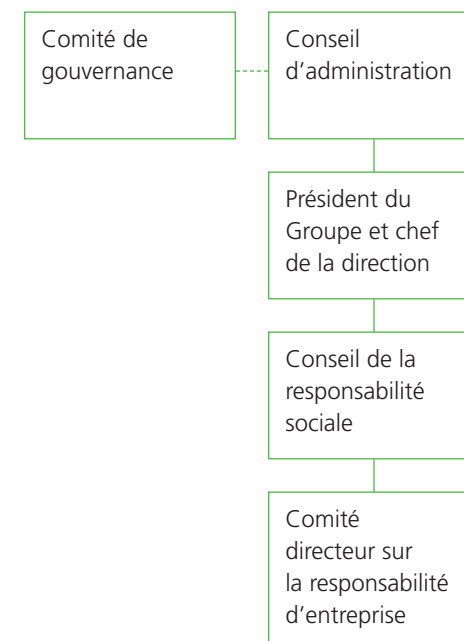 Comité de
gouvernance
Conseil
d’administration
Président du
Groupe et chef
de la direction
Conseil de la
responsabilité
sociale
Comité
directeur sur
la responsabilité
d’entreprise